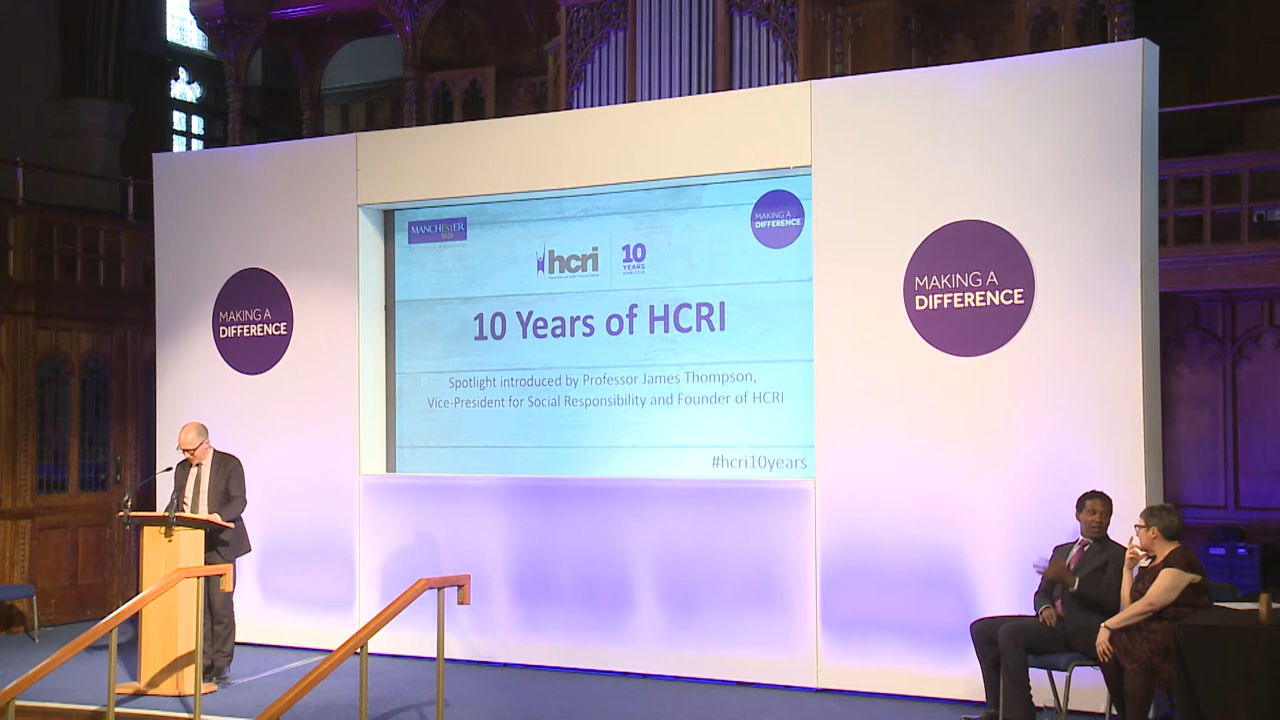 MAKING A
DIFFERENCE
MANCHESTER
1824
hcri
10
YEARS
MAKING A
DIFFERENCE
10 Years of HCRI
Spotlight introduced by Professor James Thompson,
Vice-President for Social Responsibility and Founder of HCRI
#hcri10years
MAKING A
DIFFERENCE